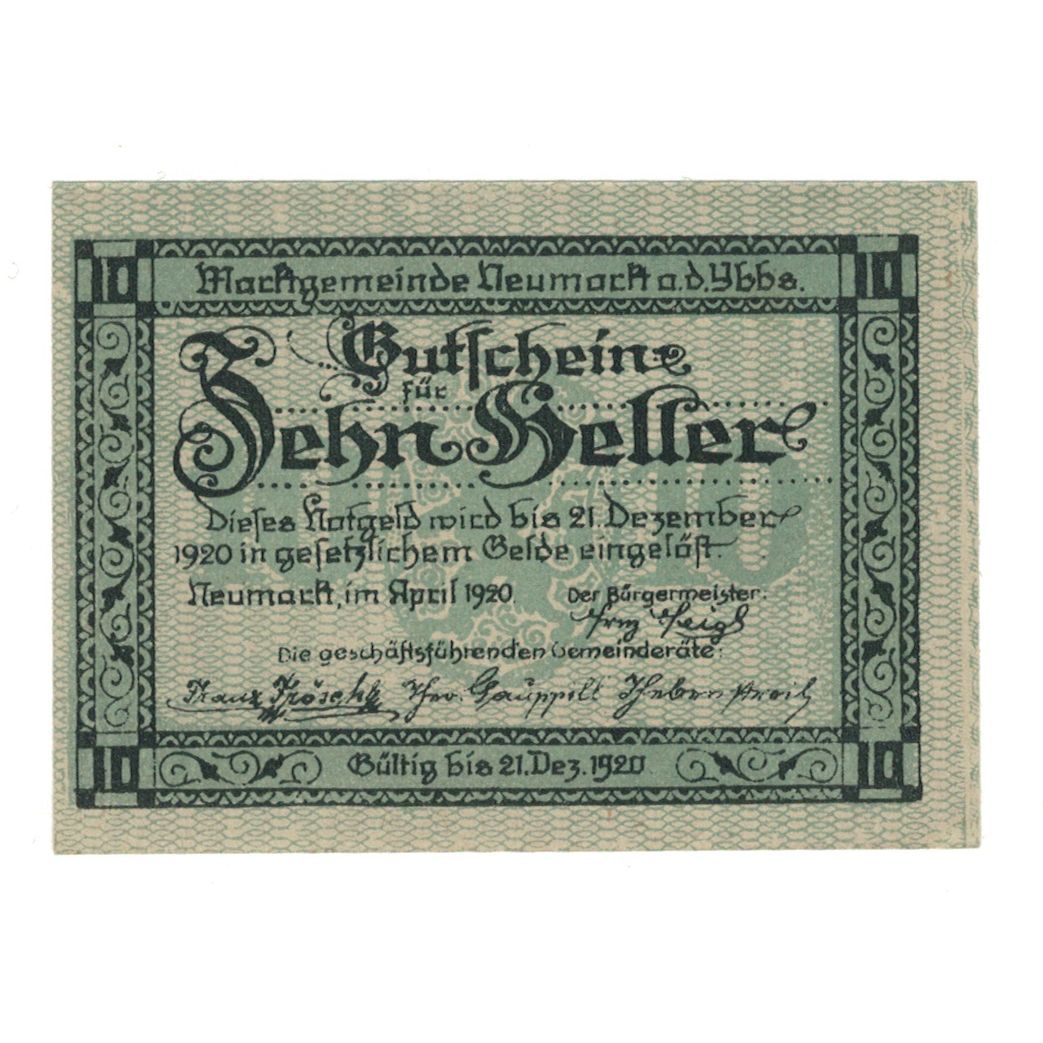 10 Marktgemeinde Neumarkt a.d. Ybbs. 10
Gutschein
für
Zehn Heller
Dieses Notgeld wird bis 21. Dezember
1920 in gesetzlichem Gelde eingelöst.
Neumarkt, im April 1920. Der Bürgermeister:
Die geschäftsführenden Gemeinderäte:
Franz
10 Gültig bis 21. Dez. 1920 10